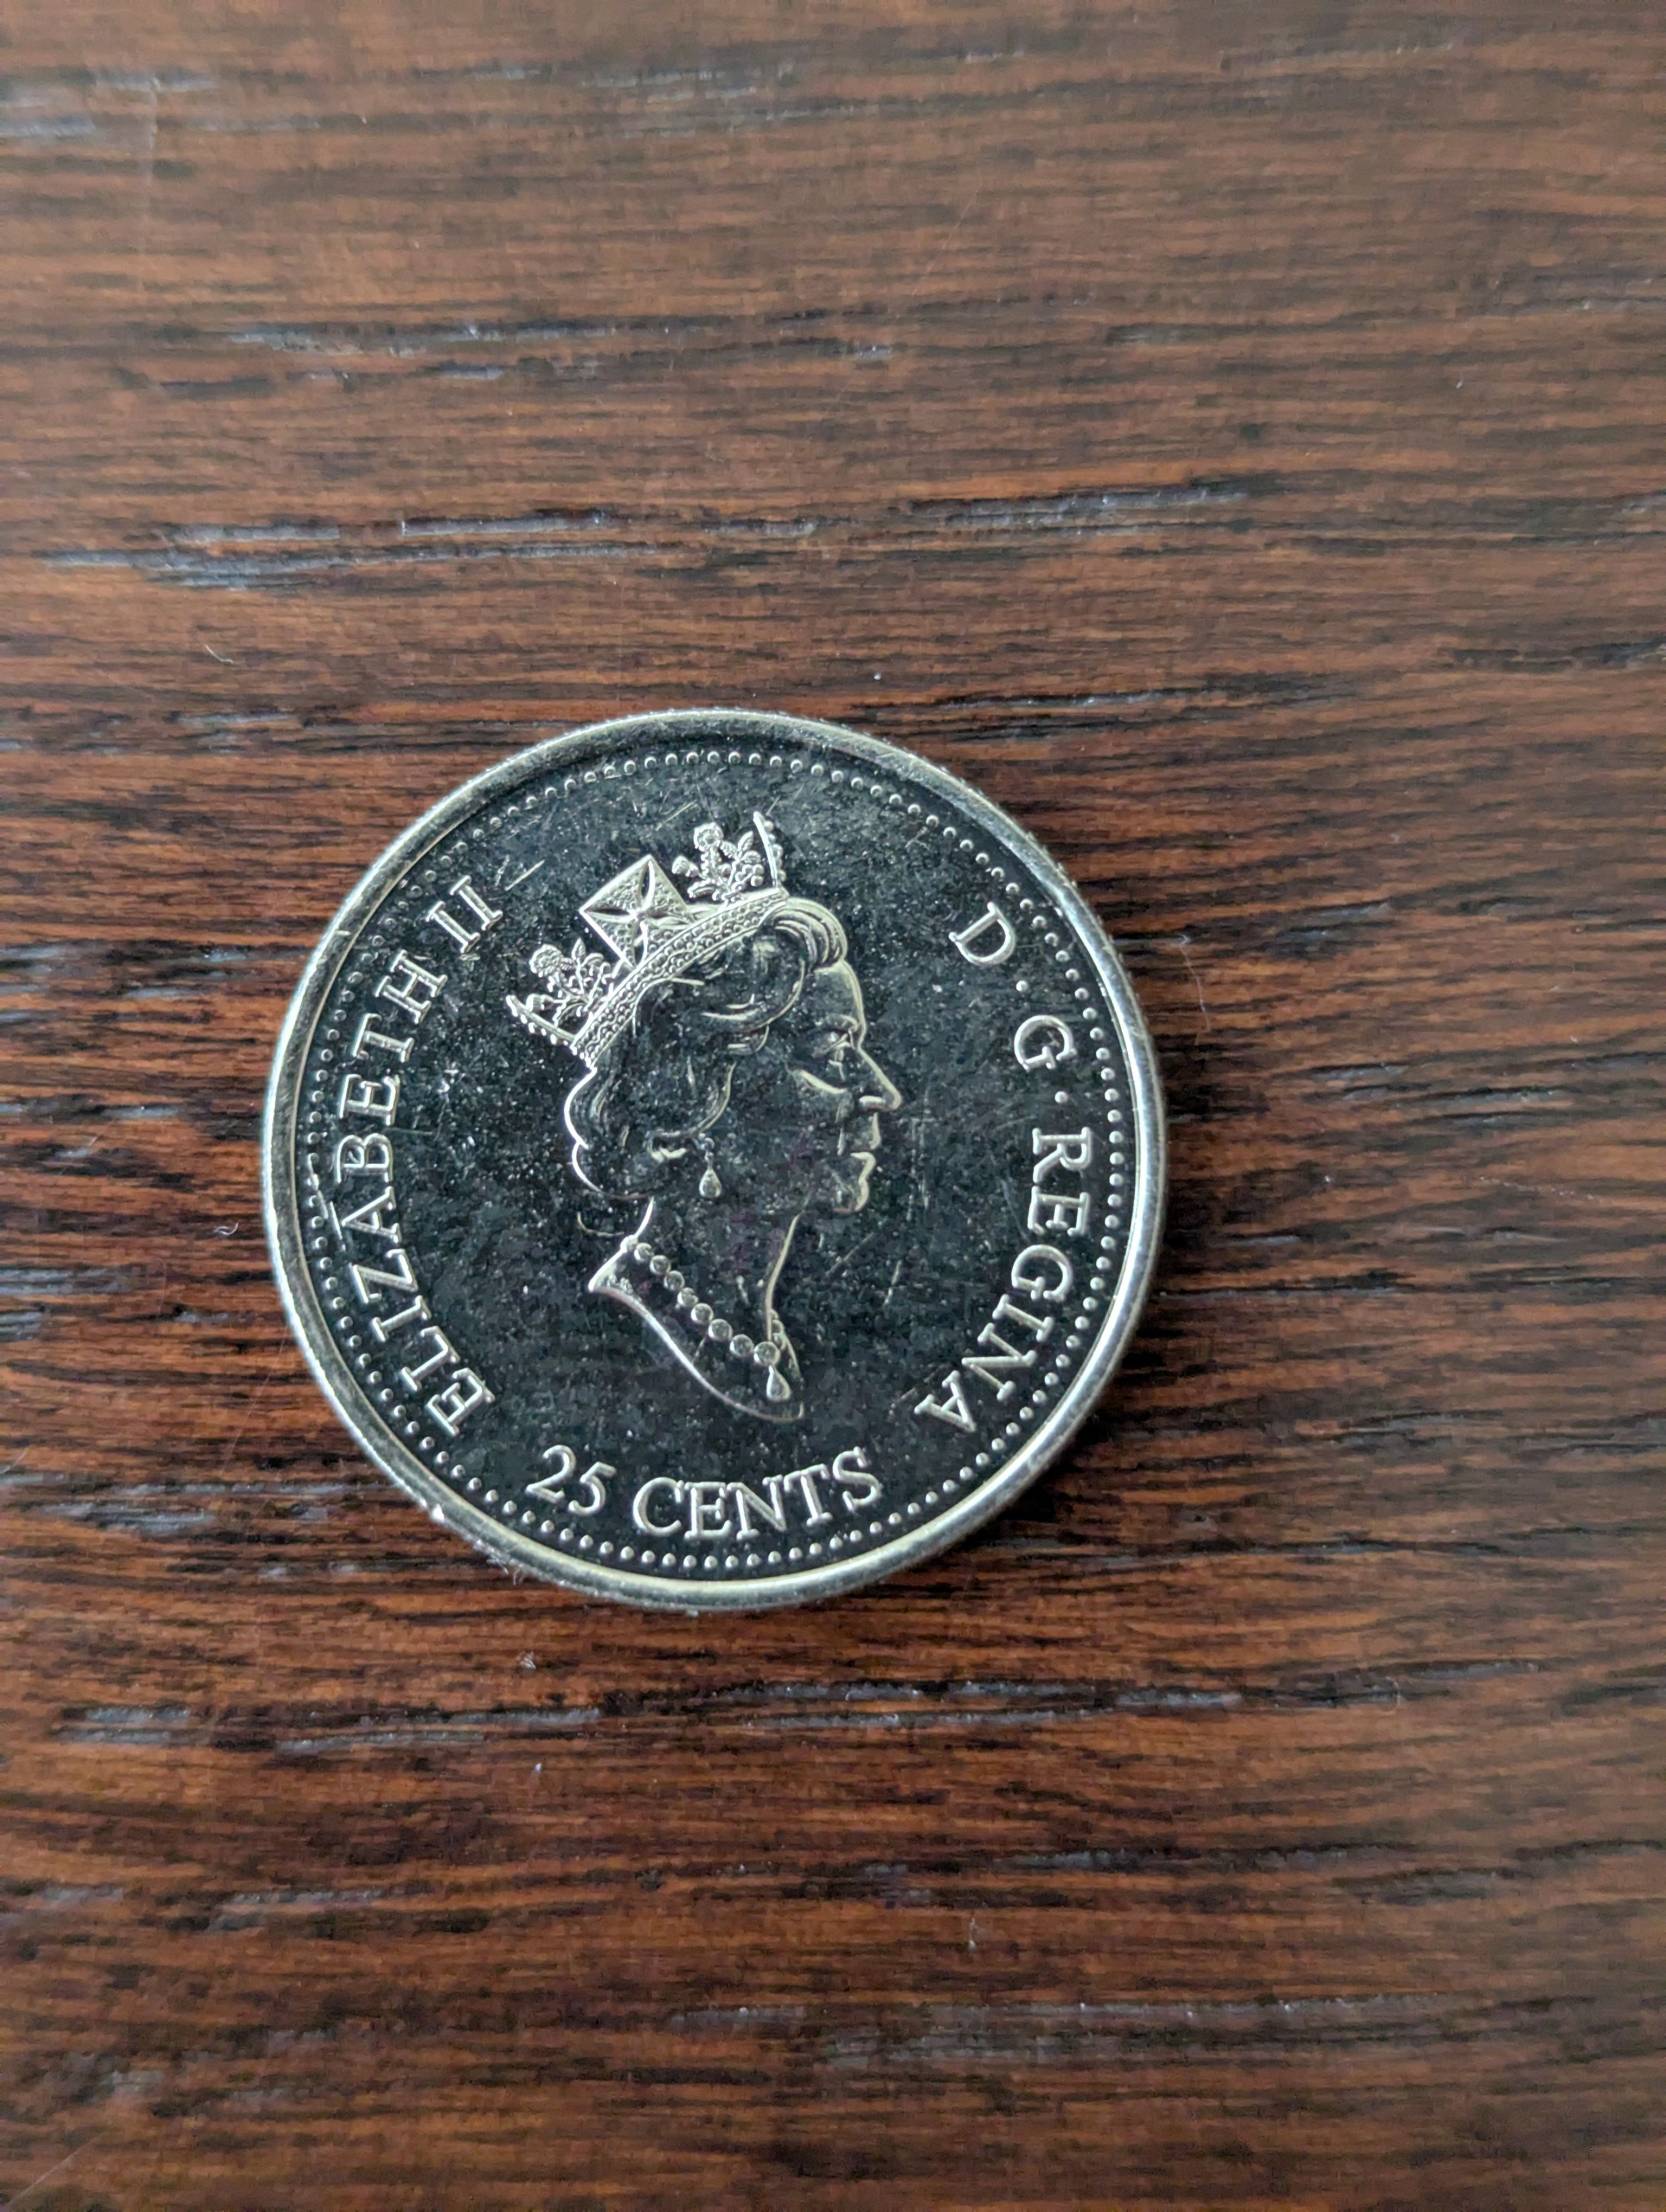 ELIZABETH II
D·G·REGINA
25 CENTS